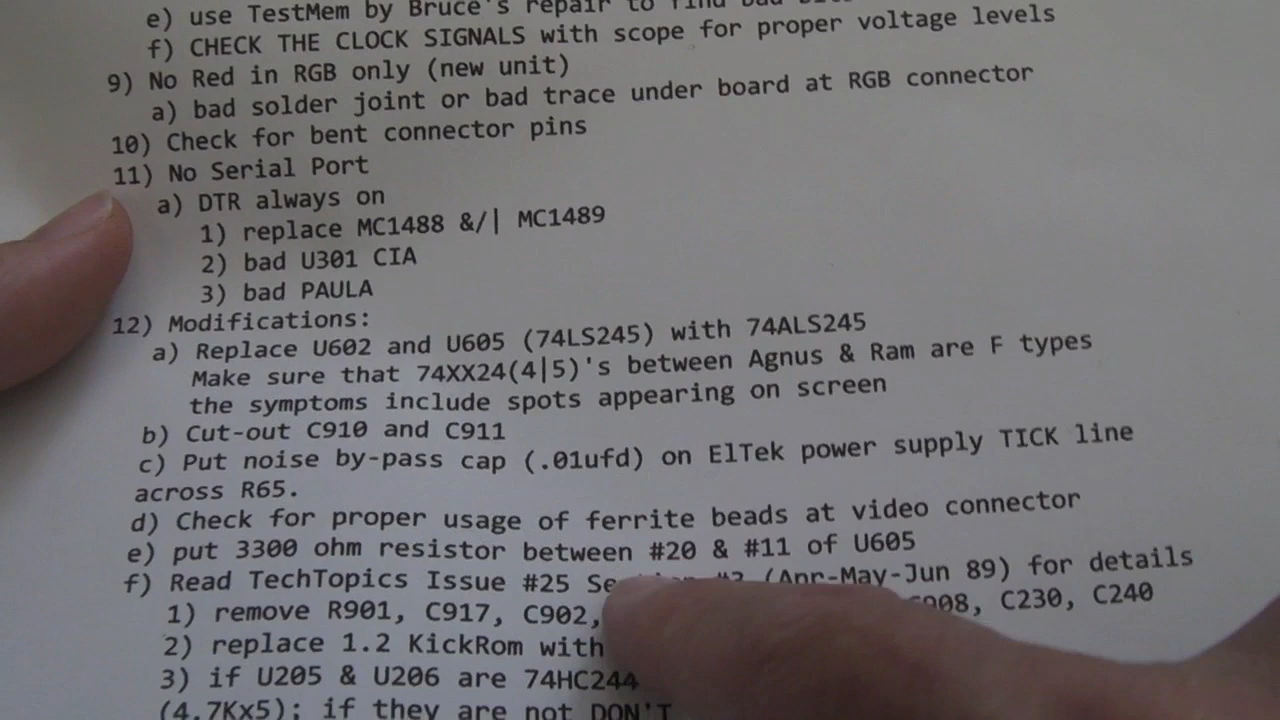 e) use TestMem by Bruce's repair to find bad
f) CHECK THE CLOCK SIGNALS with scope for proper voltage levels
9) No Red in RGB only (new unit)
a) bad solder joint or bad trace under board at RGB connector
10) Check for bent connector pins
11) No Serial Port
a) DTR always on
1) replace MC1488 &/| MC1489
2) bad U301 CIA
3) bad PAULA
12) Modifications:
a) Replace U602 and U605 (74LS245) with 74ALS245
Make sure that 74XX24(4|5)'s between Agnus & Ram are F types
the symptoms include spots appearing on screen
b) Cut-out C910 and C911
c) Put noise by-pass cap (.01ufd) on ElTek power supply TICK line
across R65.
d) Check for proper usage of ferrite beads at video connector
e) put 3300 ohm resistor between #20 & #11 of U605
f) Read TechTopics Issue #25 (Apr-May-Jun 89) for details
1) remove R901, C917, C902, C908, C230, C240
2) replace 1.2 KickRom with
3) if U205 & U206 are 74HC244
(4.7Kx5); if they are not DON'T